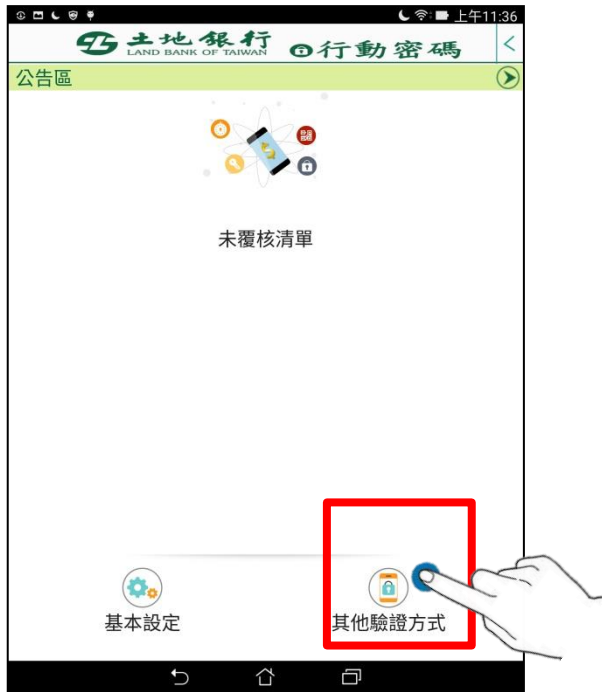 上午11:36
土地銀行 行動密碼
LAND BANK OF TAIWAN
公告區
未覆核清單
基本設定 其他驗證方式